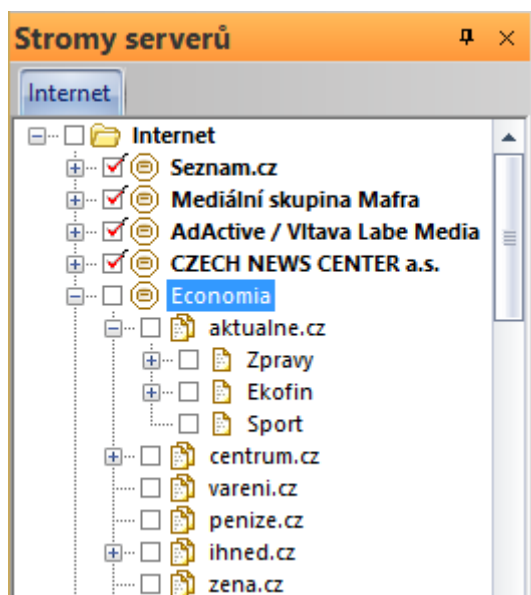 Stromy serverů
Internet
Internet
Seznam.cz
Mediální skupina Mafra
AdActive / Vltava Labe Media
CZECH NEWS CENTER a.s.
Economia
aktualne.cz
Zpravy
Ekofin
Sport
centrum.cz
vareni.cz
penize.cz
ihned.cz
zena.cz